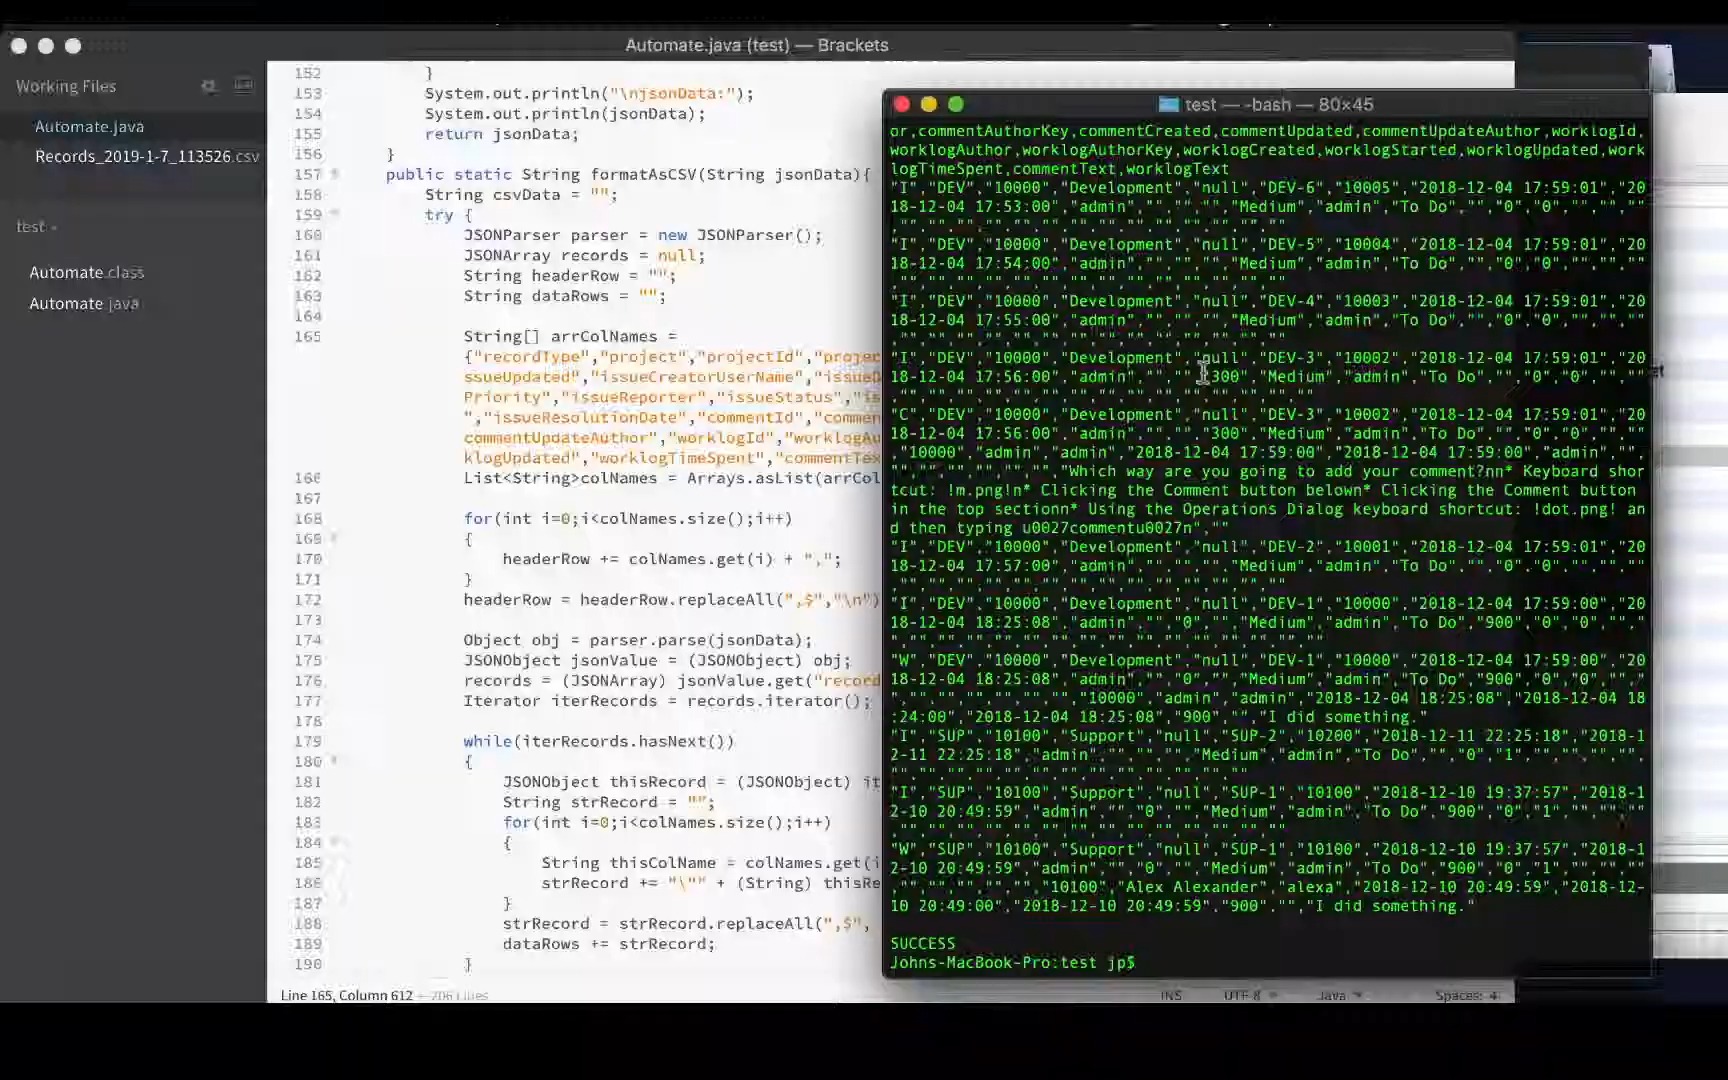 Automate.java (test) — Brackets
Working Files
Automate.java
Records_2019-1-7_113526.csv
test
Automate.class
Automate.java
152 }
153 System.out.println("\njsonData:");
154 System.out.println(jsonData);
155 return jsonData;
156 }
157 public static String formatAsCSV(String jsonData){
158 String csvData = "";
159 try {
160 JSONParser parser = new JSONParser();
161 JSONArray records = null;
162 String headerRow = "";
163 String dataRows = "";
164
165 String[] arrColNames =
{"recordType","project","projectId","projec
ssueUpdated","issueCreatorUserName","issueD
Priority","issueReporter","issueStatus","is
","issueResolutionDate","commentId","commen
commentUpdateAuthor","worklogId","worklogAu
klogUpdated","worklogTimeSpent","commentTex
166 List<String>colNames = Arrays.asList(arrCol
167
168 for(int i=0;i<colNames.size();i++)
169 {
170 headerRow += colNames.get(i) + ",";
171 }
172 headerRow = headerRow.replaceAll(",$","\n")
173
174 Object obj = parser.parse(jsonData);
175 JSONObject jsonValue = (JSONObject) obj;
176 records = (JSONArray) jsonValue.get("record
177 Iterator iterRecords = records.iterator();
178
179 while(iterRecords.hasNext())
180 {
181 JSONObject thisRecord = (JSONObject) it
182 String strRecord = "";
183 for(int i=0;i<colNames.size();i++)
184 {
185 String thisColName = colNames.get(i
186 strRecord += "\"" + (String) thisRe
187 }
188 strRecord = strRecord.replaceAll(",$",
189 dataRows += strRecord;
190 }
Line 165, Column 612 — 206 Lines
INS UTF-8 Java Spaces: 4
test — -bash — 80×45
or,commentAuthorKey,commentCreated,commentUpdated,commentUpdateAuthor,worklogId,
worklogAuthor,worklogAuthorKey,worklogCreated,worklogStarted,worklogUpdated,work
logTimeSpent,commentText,worklogText
"I","DEV","10000","Development","null","DEV-6","10005","2018-12-04 17:59:01","20
18-12-04 17:53:00","admin","","","","Medium","admin","To Do","","0","0","","","
"I","DEV","10000","Development","null","DEV-5","10004","2018-12-04 17:59:01","20
18-12-04 17:54:00","admin","","","","Medium","admin","To Do","","0","0","","","
"I","DEV","10000","Development","null","DEV-4","10003","2018-12-04 17:59:01","20
18-12-04 17:55:00","admin","","","","Medium","admin","To Do","","0","0","","","
"I","DEV","10000","Development","null","DEV-3","10002","2018-12-04 17:59:01","20
18-12-04 17:56:00","admin","","","300","Medium","admin","To Do","","0","0","","
"C","DEV","10000","Development","null","DEV-3","10002","2018-12-04 17:59:01","20
18-12-04 17:56:00","admin","","","300","Medium","admin","To Do","","0","0","",""
,"10000","admin","admin","2018-12-04 17:59:00","2018-12-04 17:59:00","admin","",
"","","","","","","","Which way are you going to add your comment?nn* Keyboard shor
tcut: !m.png!n* Clicking the Comment button belown* Clicking the Comment button
in the top sectionn* Using the Operations Dialog keyboard shortcut: !dot.png! an
d then typing u0027commentu0027n",""
"I","DEV","10000","Development","null","DEV-2","10001","2018-12-04 17:59:01","20
18-12-04 17:57:00","admin","","","","Medium","admin","To Do","","0","0","","","
"I","DEV","10000","Development","null","DEV-1","10000","2018-12-04 17:59:00","20
18-12-04 18:25:08","admin","","0","","Medium","admin","To Do","900","0","","",
"W","DEV","10000","Development","null","DEV-1","10000","2018-12-04 17:59:00","20
18-12-04 18:25:08","admin","","0","","Medium","admin","To Do","900","0","0","","
"10000","admin","admin","2018-12-04 18:25:08","2018-12-04 18
:24:00","2018-12-04 18:25:08","900","","I did something."
"I","SUP","10100","Support","null","SUP-2","10200","2018-12-11 22:25:18","2018-1
2-11 22:25:18","admin","","","","Medium","admin","To Do","","0","1","","","",
"I","SUP","10100","Support","null","SUP-1","10100","2018-12-10 19:37:57","2018-1
2-10 20:49:59","admin","","0","","Medium","admin","To Do","900","0","1","","",
"W","SUP","10100","Support","null","SUP-1","10100","2018-12-10 19:37:57","2018-1
2-10 20:49:59","admin","","0","","Medium","admin","To Do","900","0","1","","",
"10100","Alex Alexander","alexa","2018-12-10 20:49:59","2018-12-
10 20:49:00","2018-12-10 20:49:59","900","","I did something."
SUCCESS
Johns-MacBook-Pro:test jp$